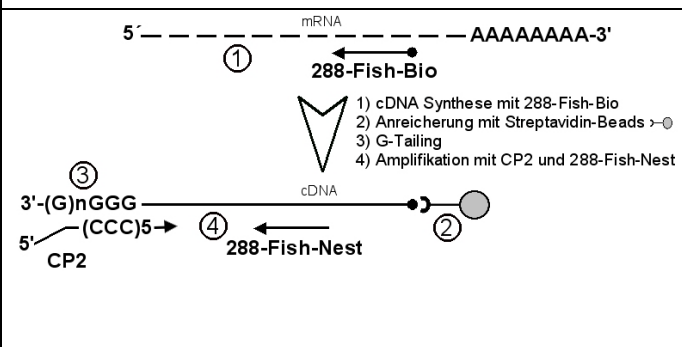 mRNA
5´ AAAAAAAA-3'
1
288-Fish-Bio
1) cDNA Synthese mit 288-Fish-Bio
2) Anreicherung mit Streptavidin-Beads
3) G-Tailing
4) Amplifikation mit CP2 und 288-Fish-Nest
3
cDNA
3'-(G)nGGG
(CCC)5
4
2
5'
288-Fish-Nest
CP2